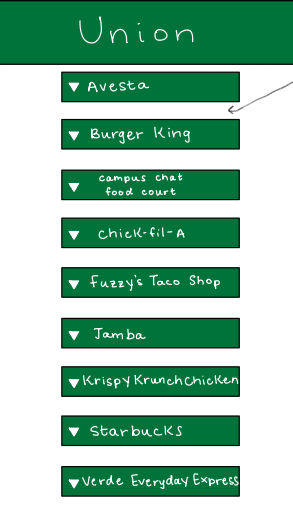 Union
Avesta
Burger King
campus chat
food court
Chick-fil-A
Fuzzy's Taco Shop
Jamba
Krispy Krunch Chicken
Starbucks
Verde Everyday Express